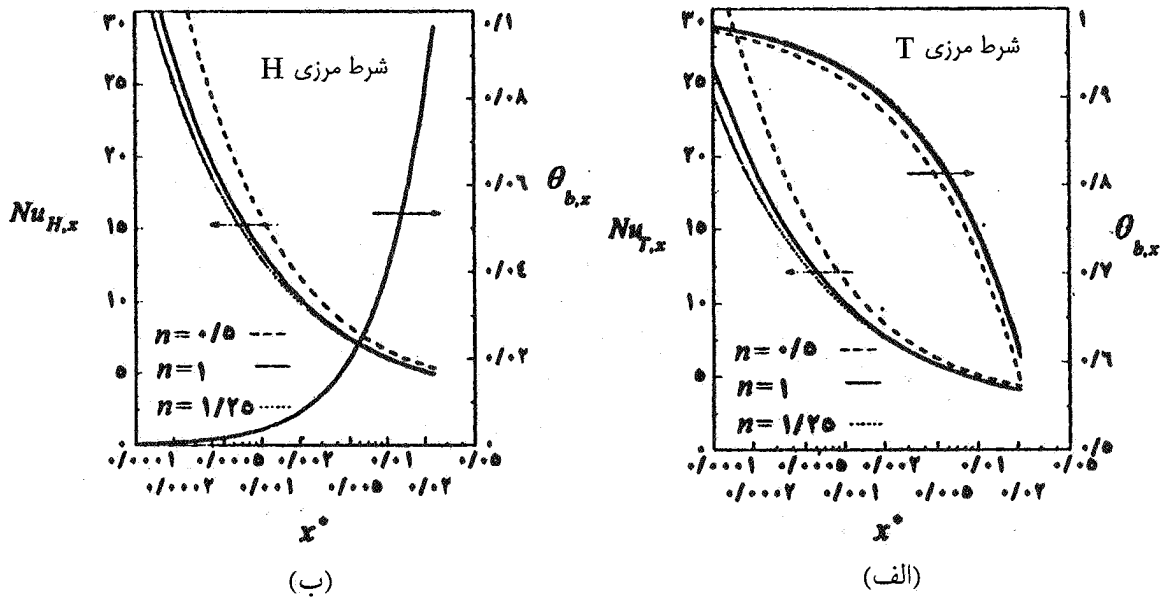 شرط مرزی H
Nu_{H,x}
θ_{b,x}
۳۰
۲۵
۲۰
۱۵
۱۰
۵
۰
۰/۱
۰/۰۸
۰/۰۶
۰/۰۴
۰/۰۲
۰
n = ۰/۵
n = ۱
n = ۱/۲۵
۰/۰۰۰۱ ۰/۰۰۰۵ ۰/۰۰۲ ۰/۰۱ ۰/۰۵
۰/۰۰۰۲ ۰/۰۰۱ ۰/۰۰۵ ۰/۰۲
x*
(ب)
شرط مرزی T
Nu_{T,x}
θ_{b,x}
۳۰
۲۵
۲۰
۱۵
۱۰
۵
۰
۱
۰/۹
۰/۸
۰/۷
۰/۶
۰/۵
n = ۰/۵
n = ۱
n = ۱/۲۵
۰/۰۰۰۱ ۰/۰۰۰۵ ۰/۰۰۲ ۰/۰۱ ۰/۰۵
۰/۰۰۰۲ ۰/۰۰۱ ۰/۰۰۵ ۰/۰۲
x*
(الف)